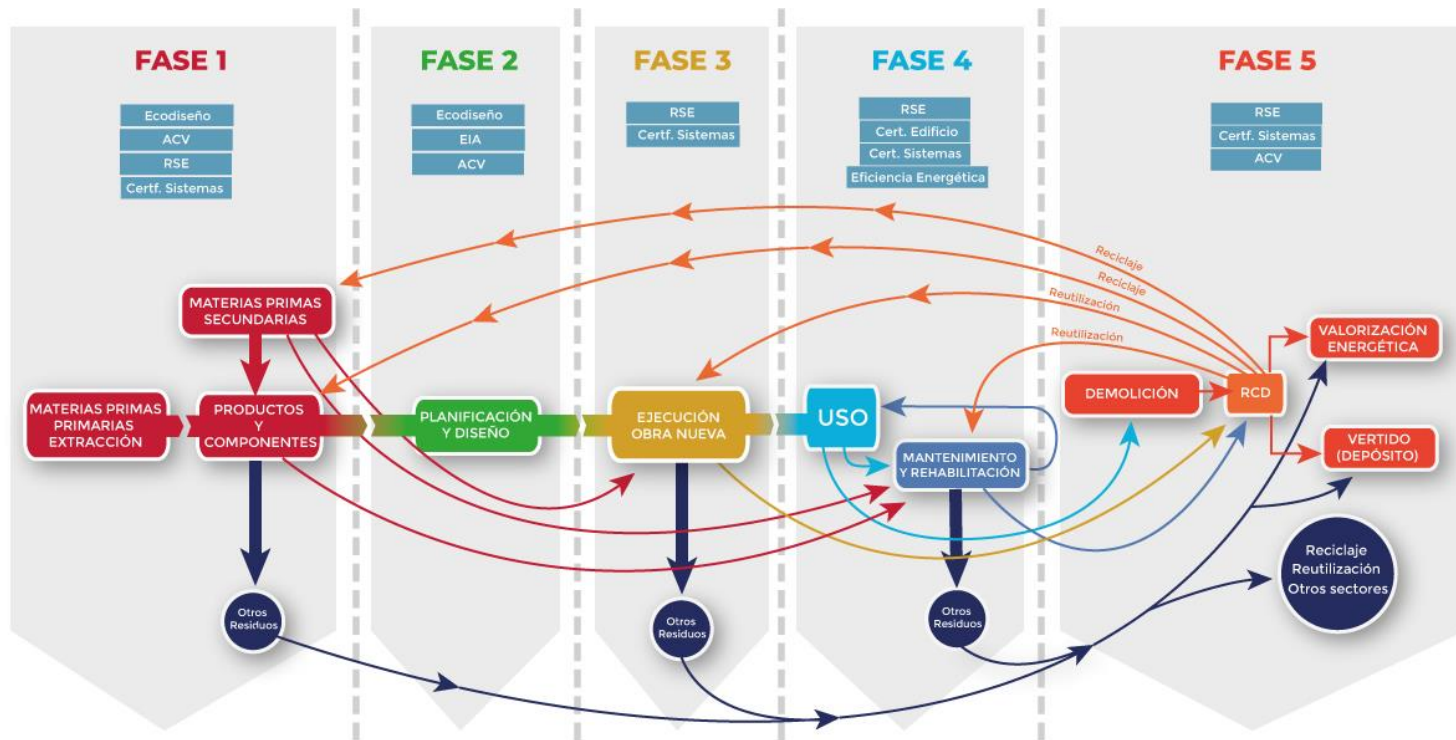 FASE 1
Ecodiseño
ACV
RSE
Certf. Sistemas
FASE 2
Ecodiseño
EIA
ACV
FASE 3
RSE
Certf. Sistemas
FASE 4
RSE
Cert. Edificio
Cert. Sistemas
Eficiencia Energética
FASE 5
RSE
Certf. Sistemas
ACV
Reciclaje
Reciclaje
Reutilización
Reutilización
MATERIAS PRIMAS
SECUNDARIAS
MATERIAS PRIMAS
PRIMARIAS
EXTRACCIÓN
PRODUCTOS
Y
COMPONENTES
PLANIFICACIÓN
Y DISEÑO
EJECUCIÓN
OBRA NUEVA
USO
MANTENIMIENTO
Y REHABILITACIÓN
DEMOLICIÓN
RCD
VALORIZACIÓN
ENERGÉTICA
VERTIDO
(DEPÓSITO)
Otros
Residuos
Otros
Residuos
Otros
Residuos
Reciclaje
Reutilización
Otros sectores